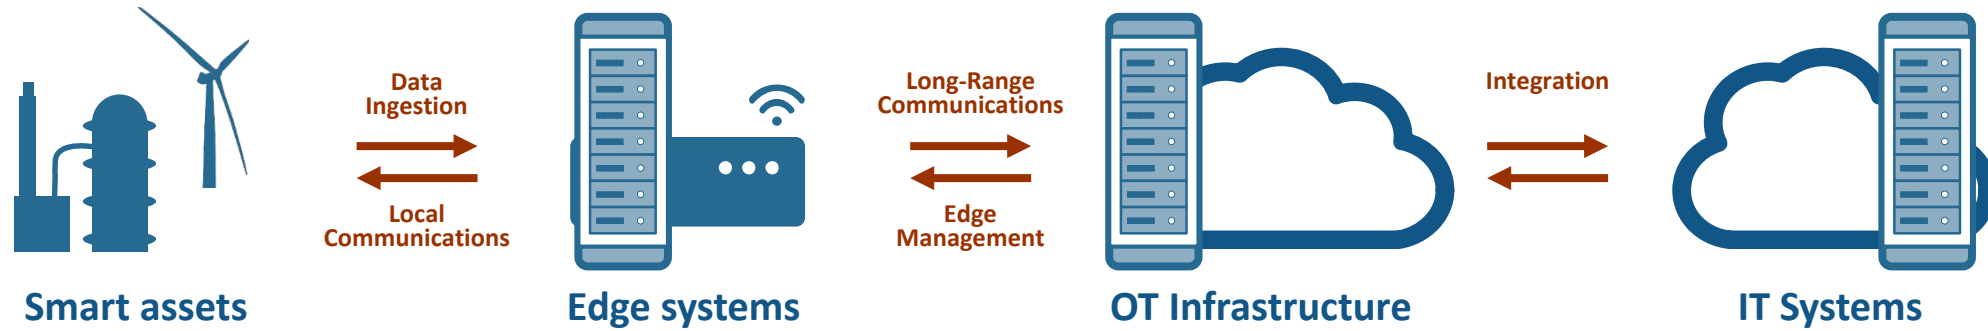 Data
Ingestion
Local
Communications
Long-Range
Communications
Edge
Management
Integration
Smart assets
Edge systems
OT Infrastructure
IT Systems